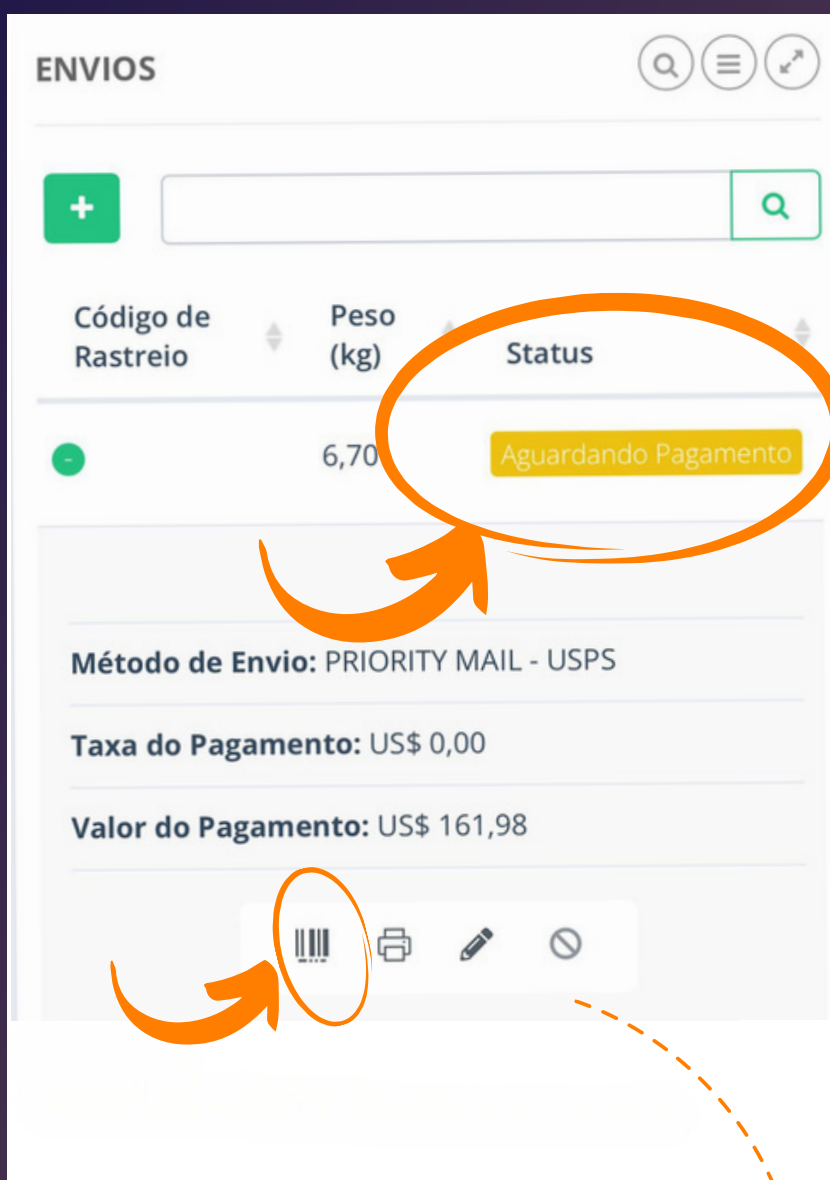 ENVIOS
Código de Rastreio
Peso (kg)
Status
6,70
Aguardando Pagamento
Método de Envio: PRIORITY MAIL - USPS
Taxa do Pagamento: US$ 0,00
Valor do Pagamento: US$ 161,98